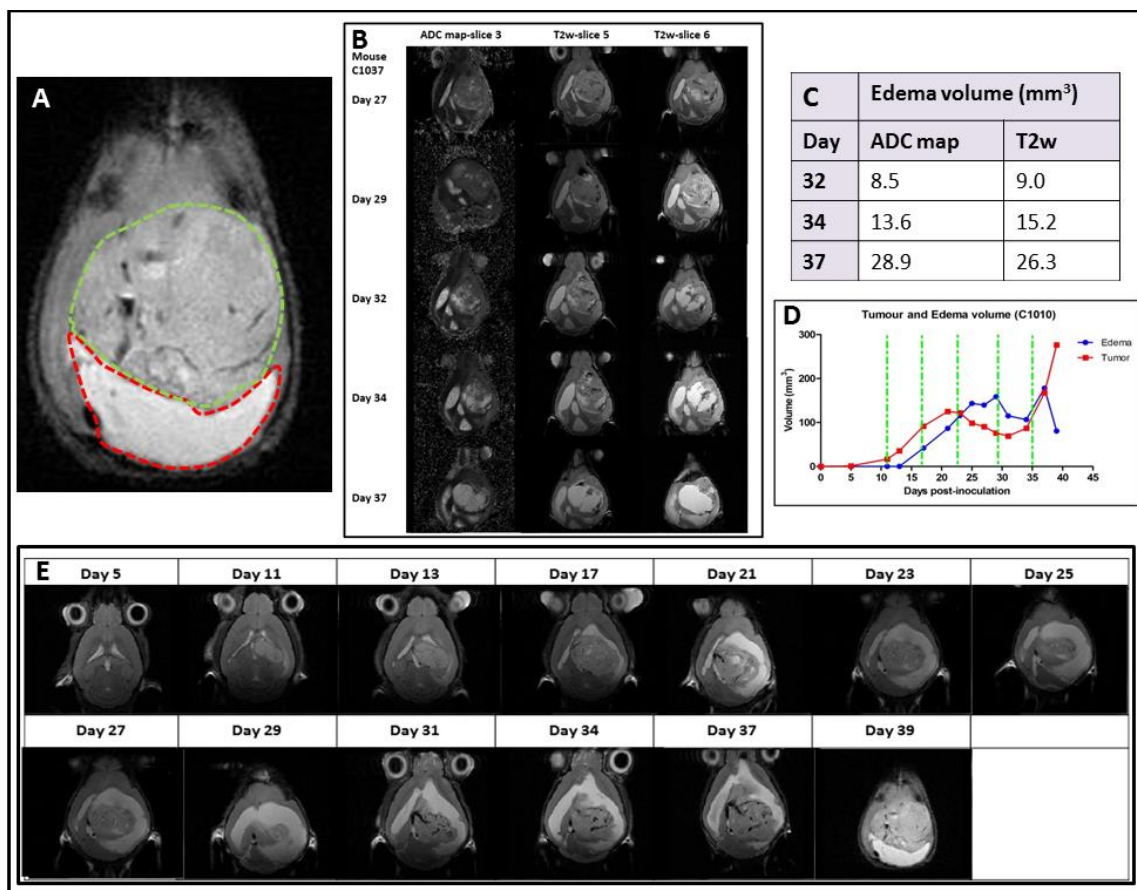 A
B
ADC map-slice 3 T2w-slice 5 T2w-slice 6
Mouse
C1037
Day 27
Day 29
Day 32
Day 34
Day 37
C Edema volume (mm³)
Day ADC map T2w
32 8.5 9.0
34 13.6 15.2
37 28.9 26.3
D
Tumour and Edema volume (C1010)
Edema
Tumor
Volume (mm³)
300
200
100
0
0 5 10 15 20 25 30 35 40 45
Days post-inoculation
E
Day 5 Day 11 Day 13 Day 17 Day 21 Day 23 Day 25
Day 27 Day 29 Day 31 Day 34 Day 37 Day 39